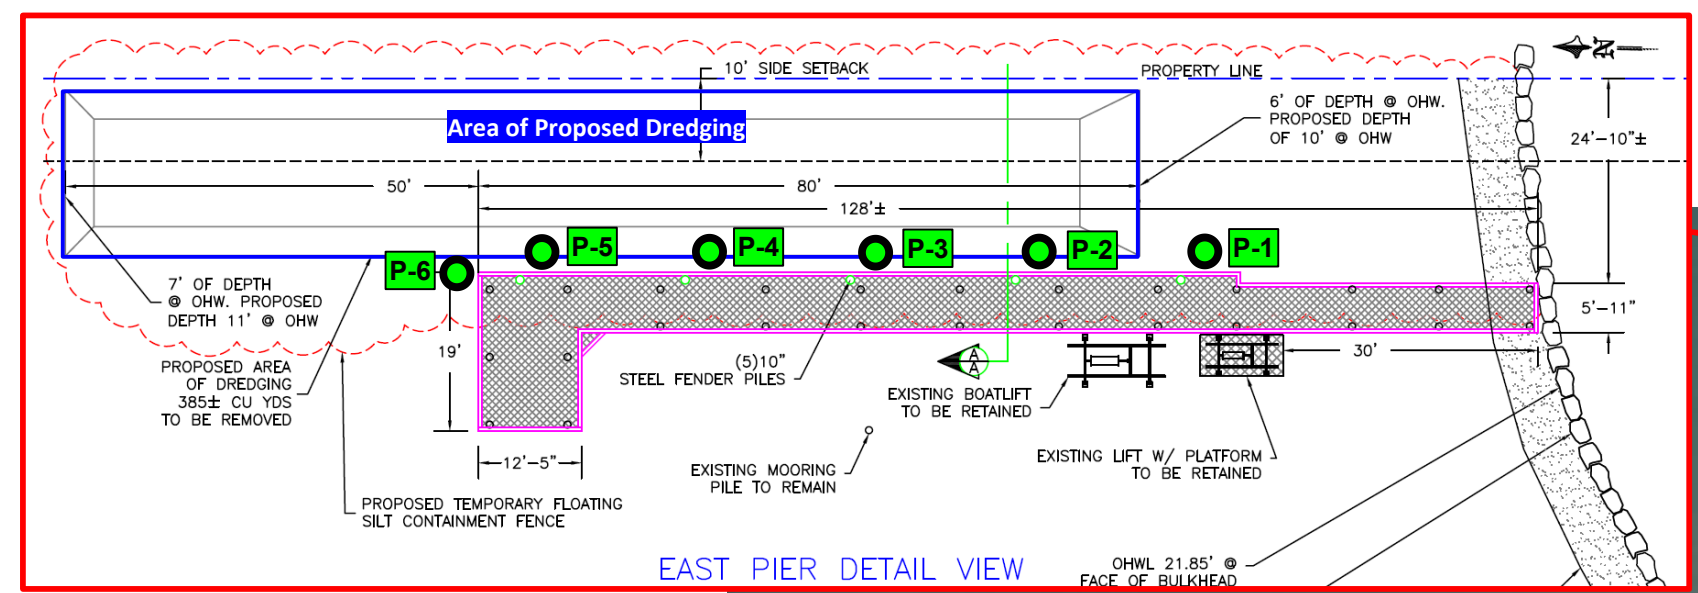 10' SIDE SETBACK
PROPERTY LINE
N
Area of Proposed Dredging
6' OF DEPTH @ OHW.
PROPOSED DEPTH
OF 10' @ OHW
24'-10"±
50'
80'
128'±
P-6
P-5
P-4
P-3
P-2
P-1
7' OF DEPTH
@ OHW. PROPOSED
DEPTH 11' @ OHW
5'-11"
19'
30'
PROPOSED AREA
OF DREDGING
385± CU YDS
TO BE REMOVED
(5)10"
STEEL FENDER PILES
A
A
EXISTING BOATLIFT
TO BE RETAINED
12'-5"
EXISTING MOORING
PILE TO REMAIN
EXISTING LIFT W/ PLATFORM
TO BE RETAINED
PROPOSED TEMPORARY FLOATING
SILT CONTAINMENT FENCE
EAST PIER DETAIL VIEW
OHWL 21.85' @
FACE OF BULKHEAD